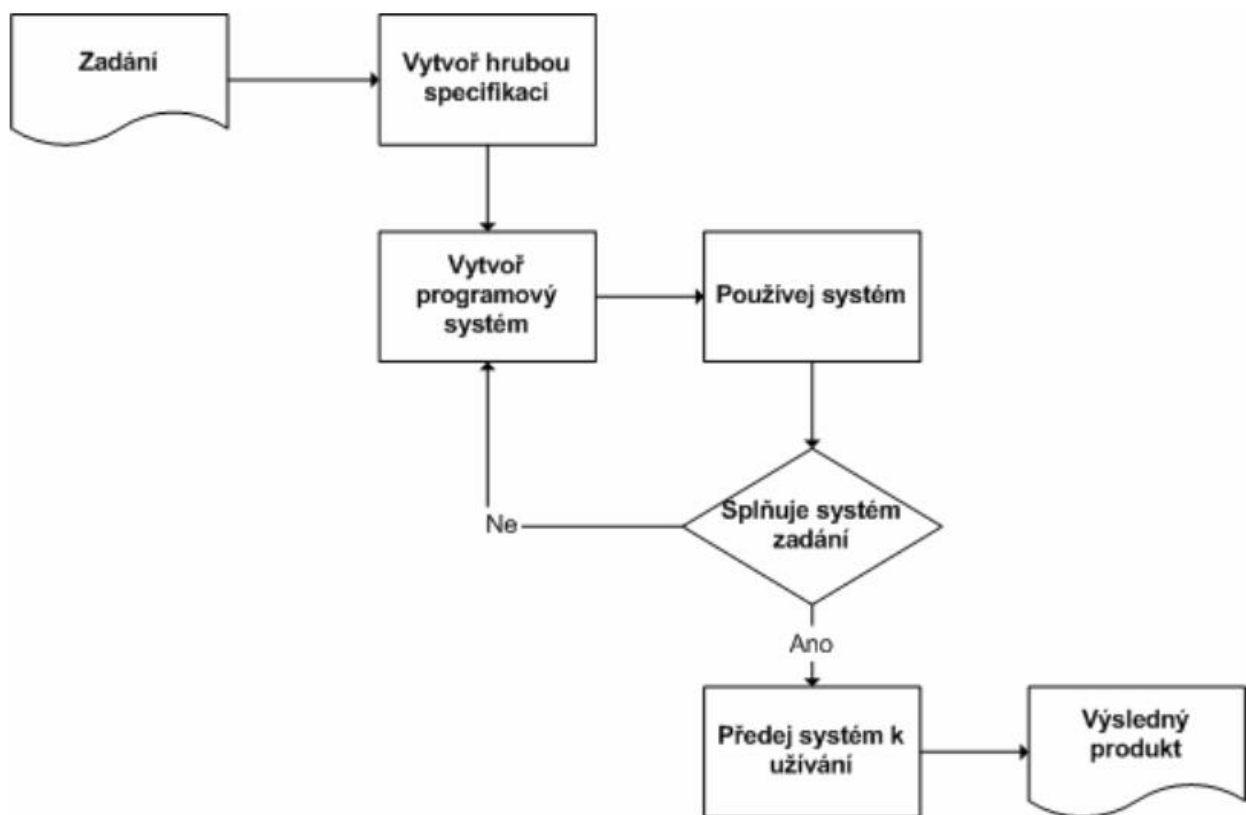 Zadání
Vytvoř hrubou
specifikaci
Vytvoř
programový
systém
Používej systém
Splňuje systém
zadání
Ne
Ano
Předej systém k
užívání
Výsledný
produkt